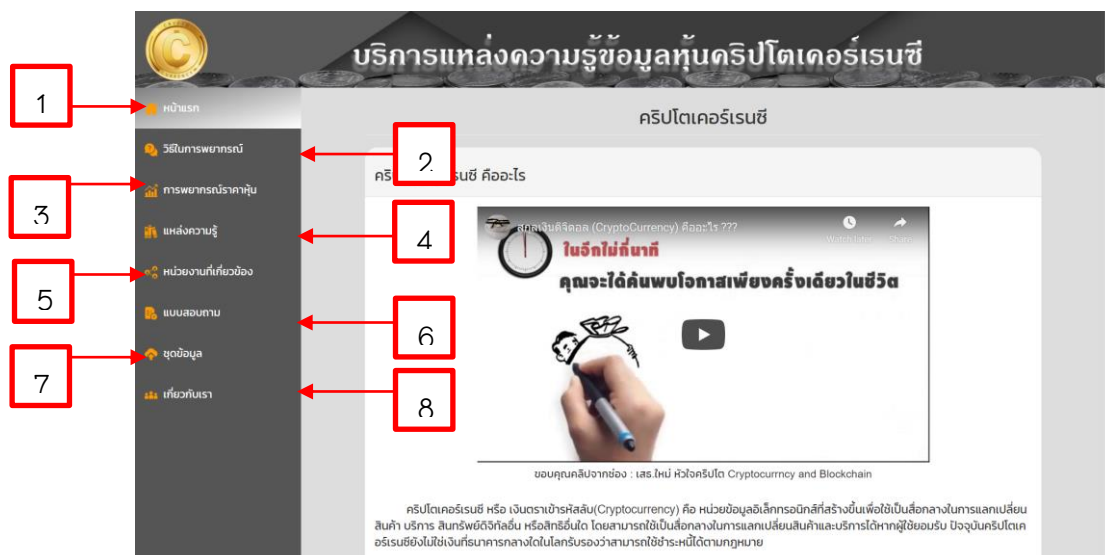 บริการแหล่งความรู้ข้อมูลหุ้นคริปโตเคอร์เรนซี
1
หน้าแรก
คริปโตเคอร์เรนซี
2
วิธีในการพยากรณ์
คริ
รนซี คืออะไร
3
การพยากรณ์ราคาหุ้น
4
แหล่งความรู้
สกุลเงินดิจิตอล (CryptoCurrency) คืออะไร ???
Watch later
Share
ในอีกไม่กี่นาที
คุณจะได้ค้นพบโอกาสเพียงครั้งเดียวในชีวิต
5
หน่วยงานที่เกี่ยวข้อง
6
แบบสอบถาม
7
ชุดข้อมูล
8
เกี่ยวกับเรา
ขอบคุณคลิปจากช่อง : เสธ.ใหม่ หัวใจคริปโต Cryptocurrncy and Blockchain
คริปโตเคอร์เรนซี หรือ เงินตราเข้ารหัสลับ(Cryptocurrency) คือ หน่วยข้อมูลอิเล็กทรอนิกส์ที่สร้างขึ้นเพื่อใช้เป็นสื่อกลางในการแลกเปลี่ยน
สินค้า บริการ สินทรัพย์ดิจิทัลอื่น หรือสิทธิอื่นใด โดยสามารถใช้เป็นสื่อกลางในการแลกเปลี่ยนสินค้าและบริการได้หากผู้ใช้ยอมรับ ปัจจุบันคริปโตเค
อร์เรนซียังไม่ใช่เงินที่ธนาคารกลางใดในโลกรับรองว่าสามารถใช้ชำระหนี้ได้ตามกฎหมาย